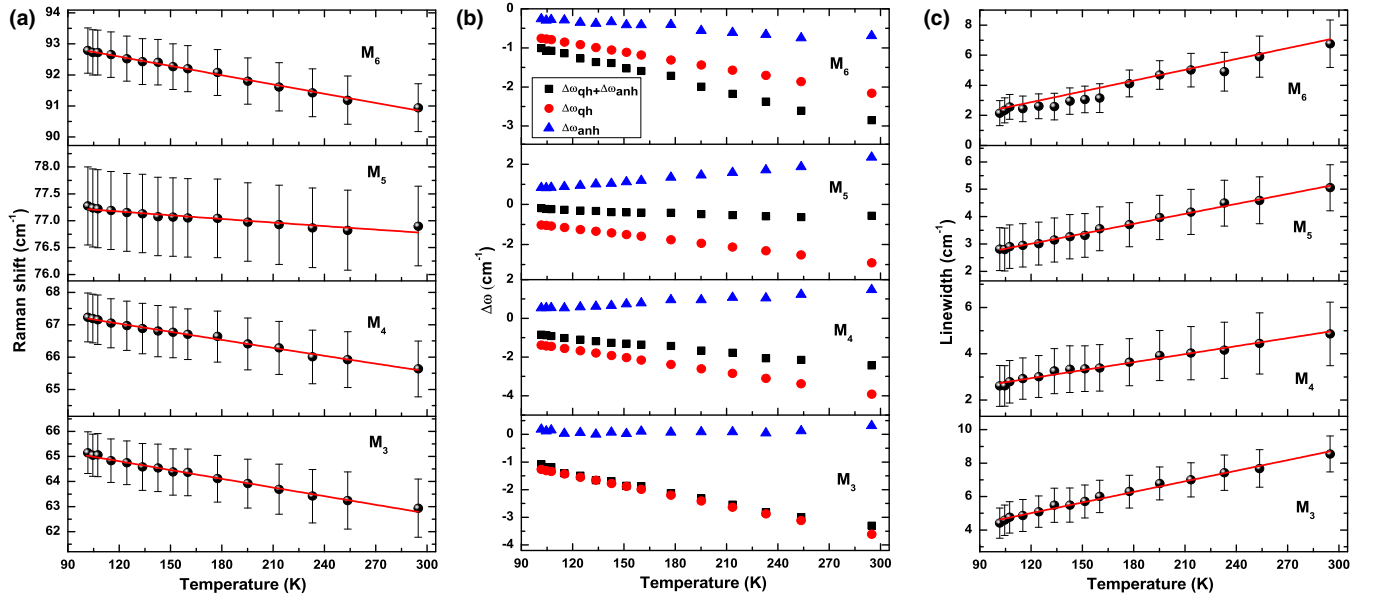 (a)
94
93
92
91
90
M6
78.0
77.5
77.0
76.5
76.0
M5
68
67
66
65
M4
66
65
64
63
62
M3
90 120 150 180 210 240 270 300
Temperature (K)
Raman shift (cm-1)
(b)
0
-1
-2
-3
M6
Δωqh+Δωanh
Δωqh
Δωanh
2
0
-2
M5
2
0
-2
-4
M4
0
-1
-2
-3
-4
M3
90 120 150 180 210 240 270 300
Temperature (K)
Δω (cm-1)
(c)
8
6
4
2
0
M6
6
5
4
3
2
M5
6
4
2
M4
10
8
6
4
M3
90 120 150 180 210 240 270 300
Temperature (K)
Linewidth (cm-1)